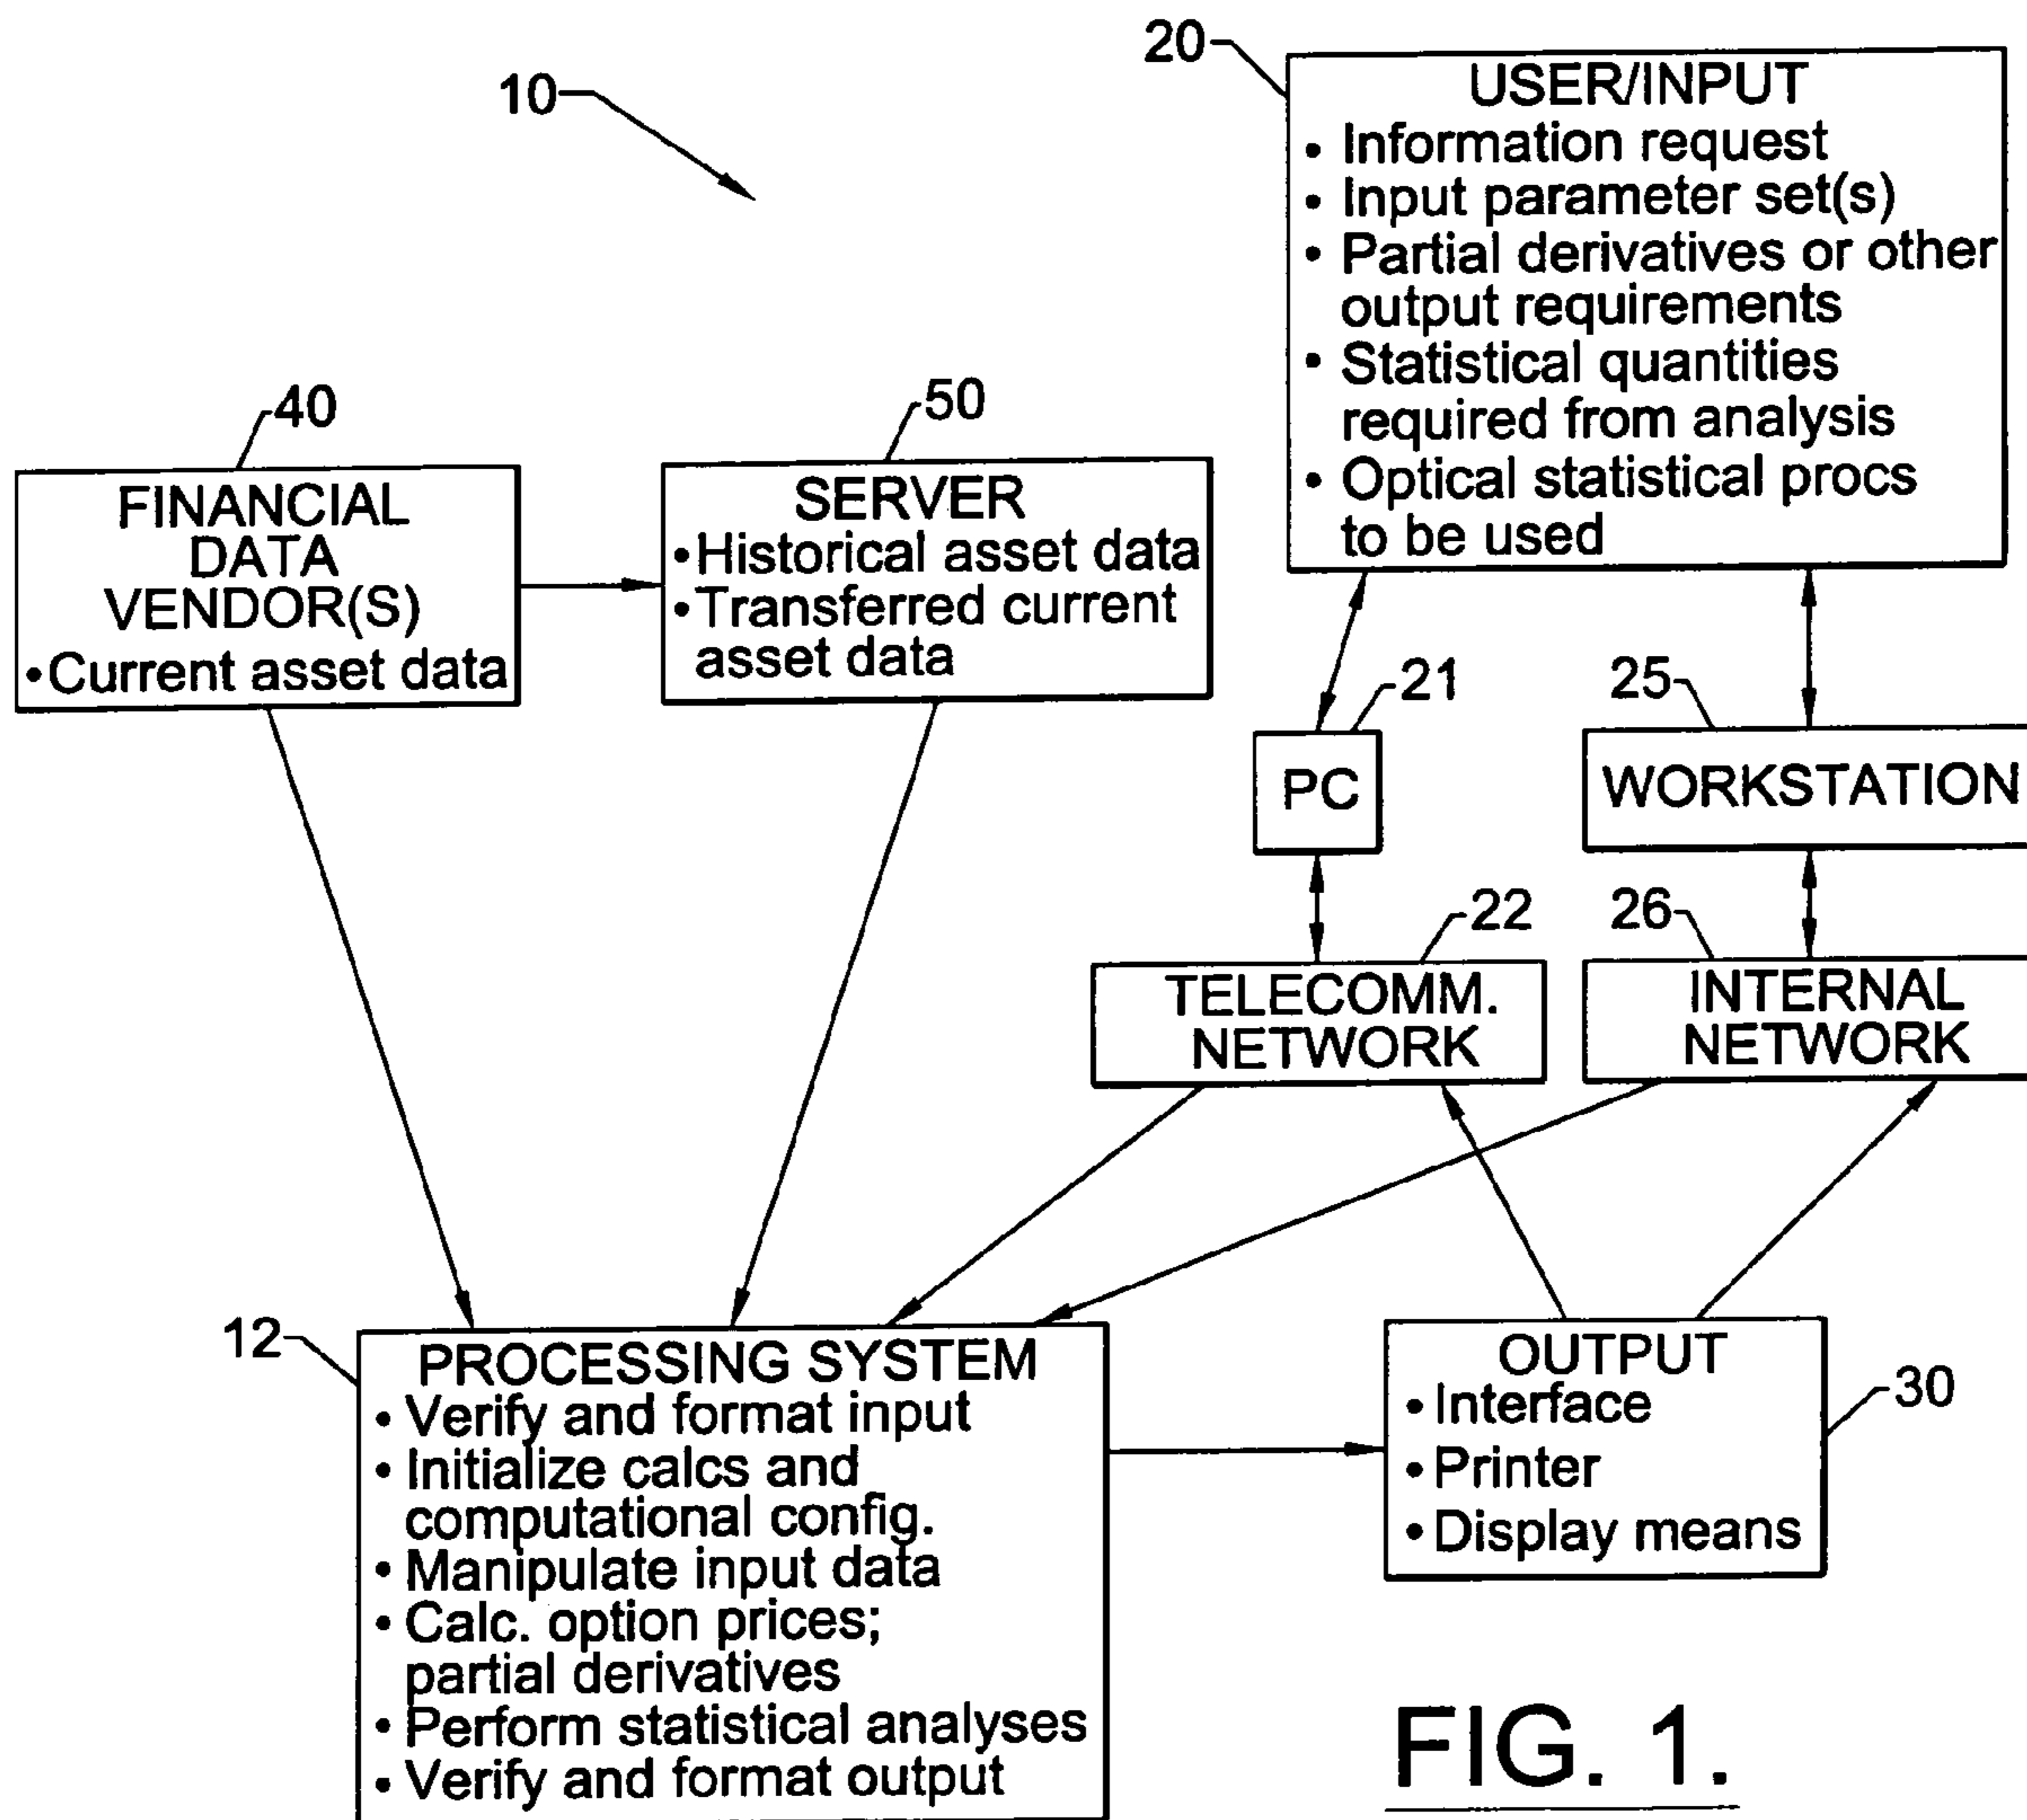 10
20
USER/INPUT
• Information request
• Input parameter set(s)
• Partial derivatives or other
output requirements
• Statistical quantities
required from analysis
• Optical statistical procs
to be used
40
FINANCIAL
DATA
VENDOR(S)
•Current asset data
50
SERVER
•Historical asset data
•Transferred current
asset data
21
PC
25
WORKSTATION
22
TELECOMM.
NETWORK
26
INTERNAL
NETWORK
12
PROCESSING SYSTEM
• Verify and format input
• Initialize calcs and
computational config.
• Manipulate input data
• Calc. option prices;
partial derivatives
• Perform statistical analyses
• Verify and format output
OUTPUT
• Interface
• Printer
• Display means
30
FIG. 1.